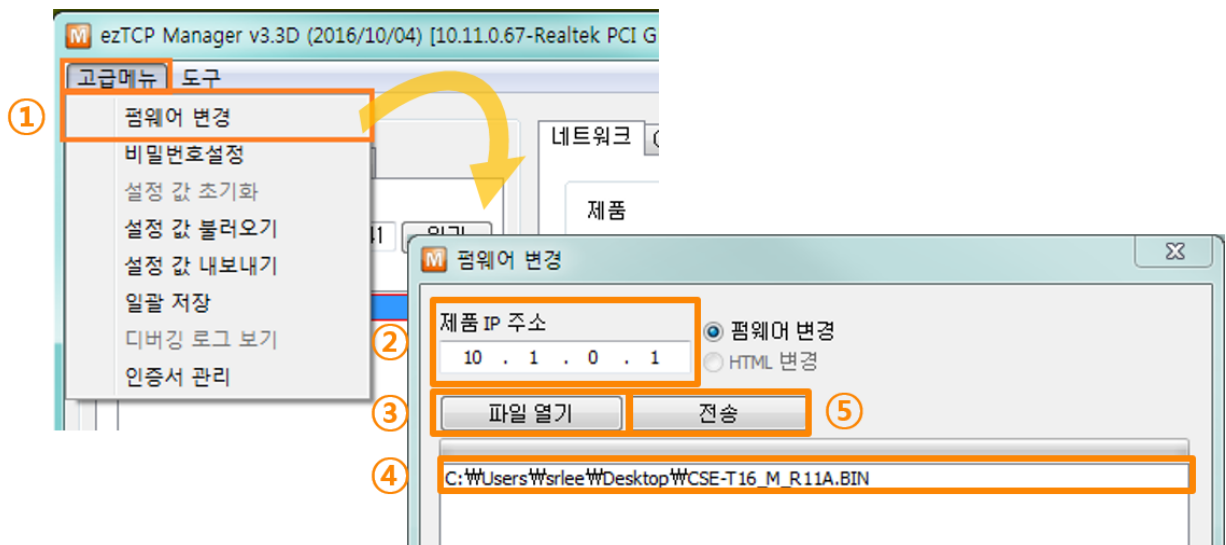 ezTCP Manager v3.3D (2016/10/04) [10.11.0.67-Realtek PCI G
고급메뉴 도구
①
펌웨어 변경
비밀번호설정
설정 값 초기화
설정 값 불러오기
설정 값 내보내기
일괄 저장
디버깅 로그 보기
인증서 관리
네트워크
제품
41
펌웨어 변경
②
제품 IP 주소
10 . 1 . 0 . 1
펌웨어 변경
HTML 변경
③
파일 열기
전송
⑤
④
C:₩Users₩srlee₩Desktop₩CSE-T16_M_R11A.BIN